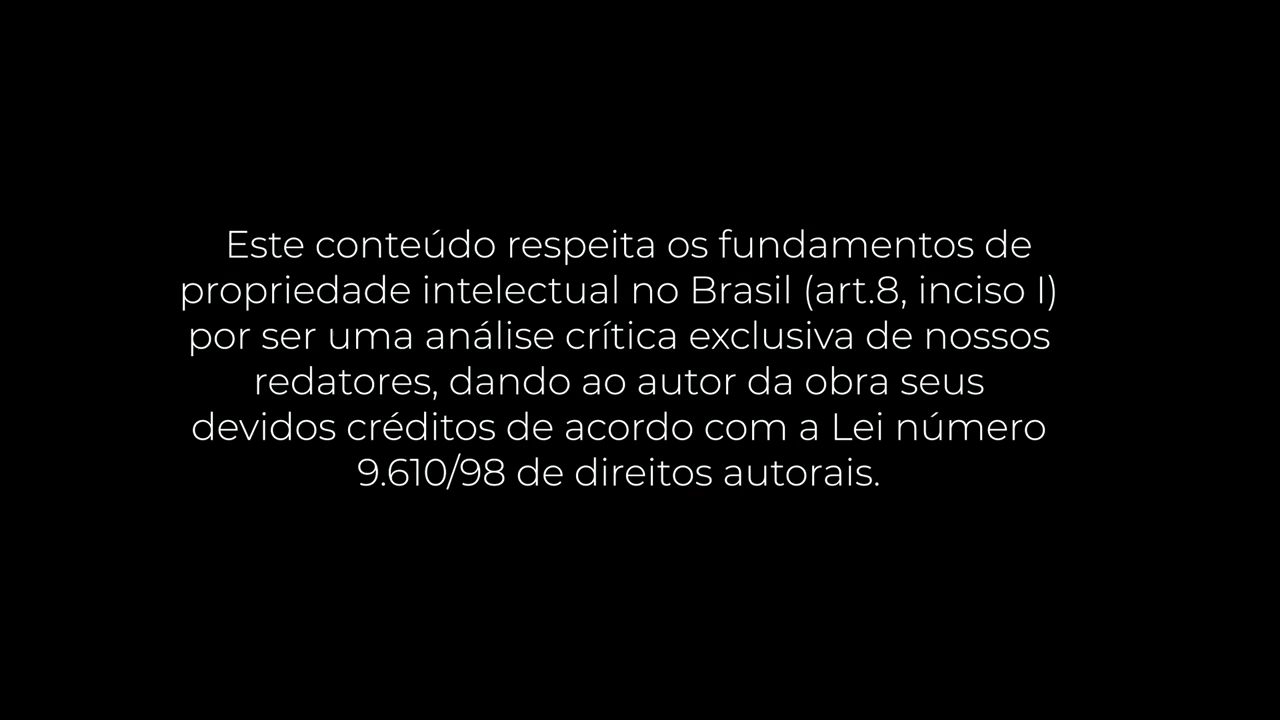 Este conteúdo respeita os fundamentos de
propriedade intelectual no Brasil (art.8, inciso I)
por ser uma análise crítica exclusiva de nossos
redatores, dando ao autor da obra seus
devidos créditos de acordo com a Lei número
9.610/98 de direitos autorais.